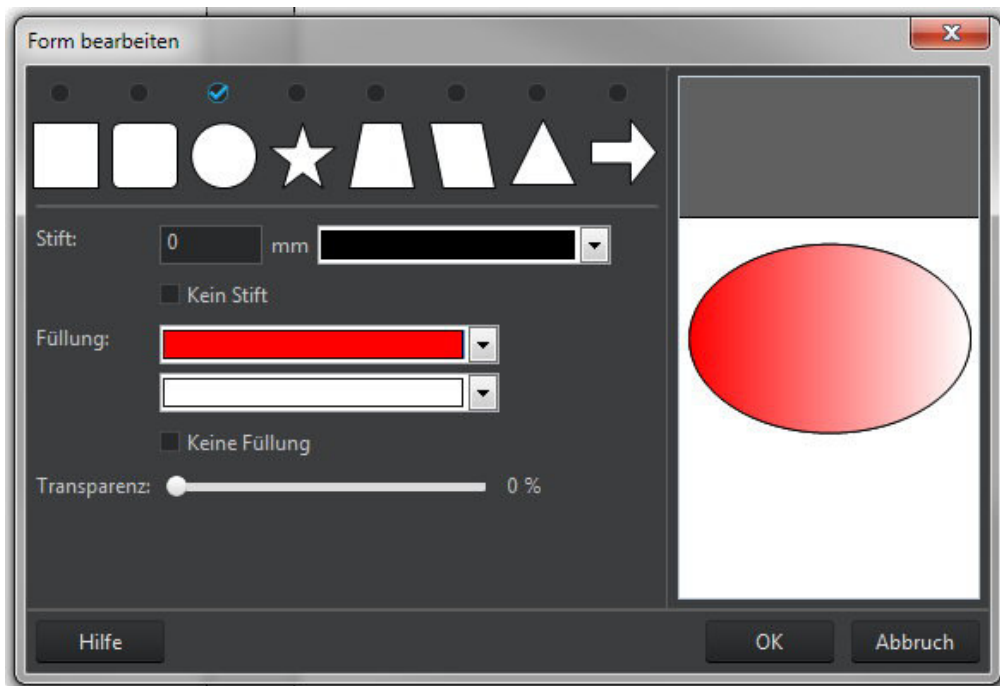 Form bearbeiten
Stift: 0 mm
Kein Stift
Füllung:
Keine Füllung
Transparenz: 0 %
Hilfe OK Abbruch